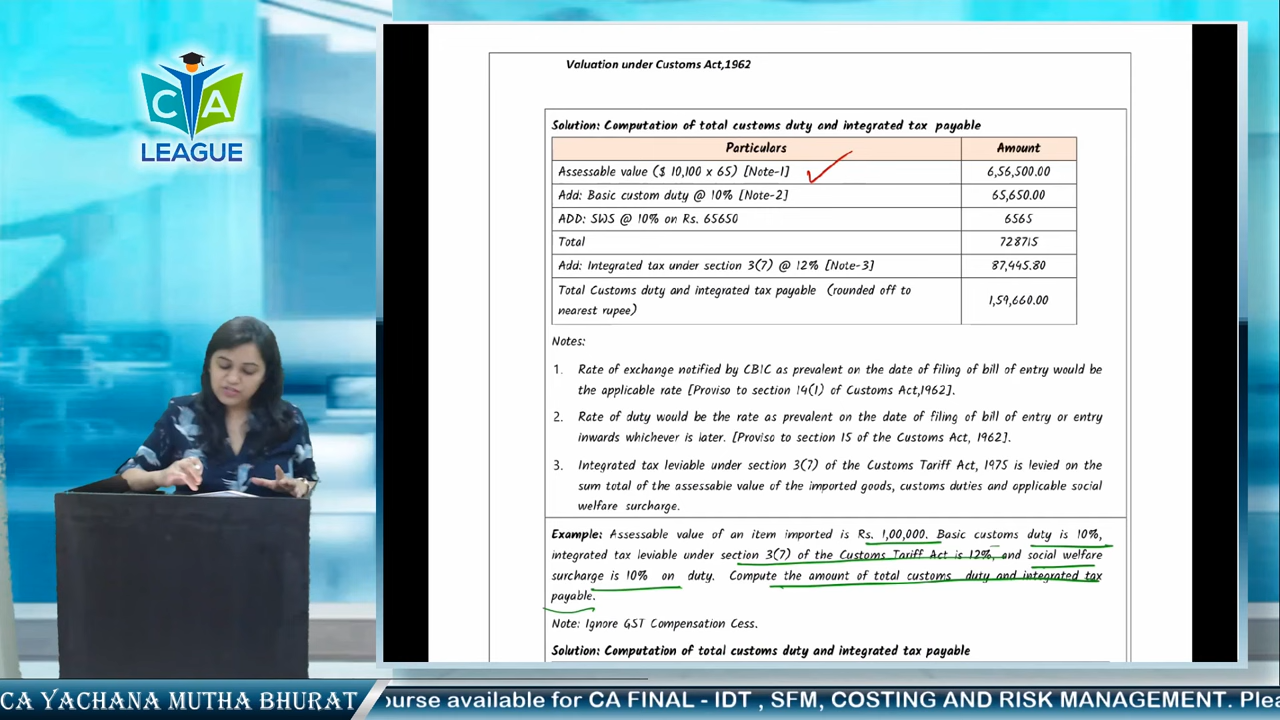 C A
LEAGUE
Valuation under Customs Act,1962
Solution: Computation of total customs duty and integrated tax payable
Particulars Amount
Assessable value ($ 10,100 x 65) [Note-1] 6,56,500.00
Add: Basic custom duty @ 10% [Note-2] 65,650.00
ADD: SWS @ 10% on Rs. 65650 6565
Total 728715
Add: Integrated tax under section 3(7) @ 12% [Note-3] 87,445.80
Total Customs duty and integrated tax payable (rounded off to
nearest rupee) 1,59,660.00
Notes:
1. Rate of exchange notified by CBIC as prevalent on the date of filing of bill of entry would be
the applicable rate [Proviso to section 14(1) of Customs Act,1962].
2. Rate of duty would be the rate as prevalent on the date of filing of bill of entry or entry
inwards whichever is later. [Proviso to section 15 of the Customs Act, 1962].
3. Integrated tax leviable under section 3(7) of the Customs Tariff Act, 1975 is levied on the
sum total of the assessable value of the imported goods, customs duties and applicable social
welfare surcharge.
Example: Assessable value of an item imported is Rs. 1,00,000. Basic customs duty is 10%,
integrated tax leviable under section 3(7) of the Customs Tariff Act is 12%, and social welfare
surcharge is 10% on duty. Compute the amount of total customs duty and integrated tax
payable.
Note: Ignore GST Compensation Cess.
Solution: Computation of total customs duty and integrated tax payable
CA YACHANA MUTHA BHURAT
ourse available for CA FINAL - IDT , SFM, COSTING AND RISK MANAGEMENT. Plea